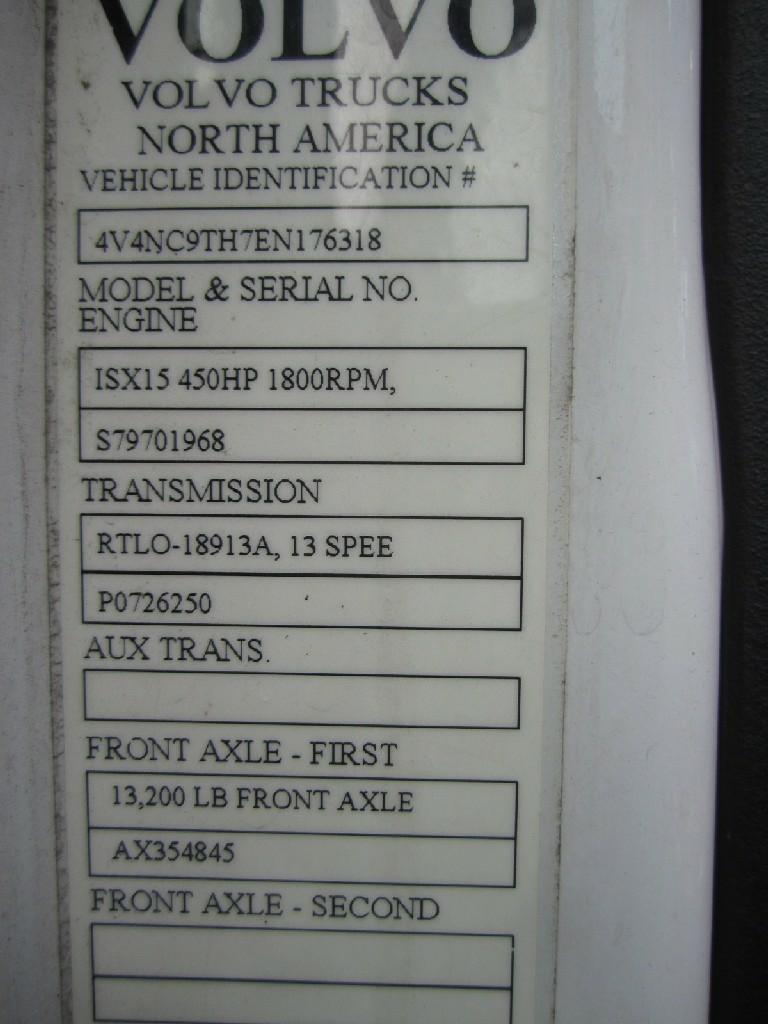 VOLVO
VOLVO TRUCKS
NORTH AMERICA
VEHICLE IDENTIFICATION #
4V4NC9TH7EN176318
MODEL & SERIAL NO.
ENGINE
ISX15 450HP 1800RPM,
S79701968
TRANSMISSION
RTLO-18913A, 13 SPEE
P0726250
AUX TRANS.
FRONT AXLE - FIRST
13,200 LB FRONT AXLE
AX354845
FRONT AXLE - SECOND